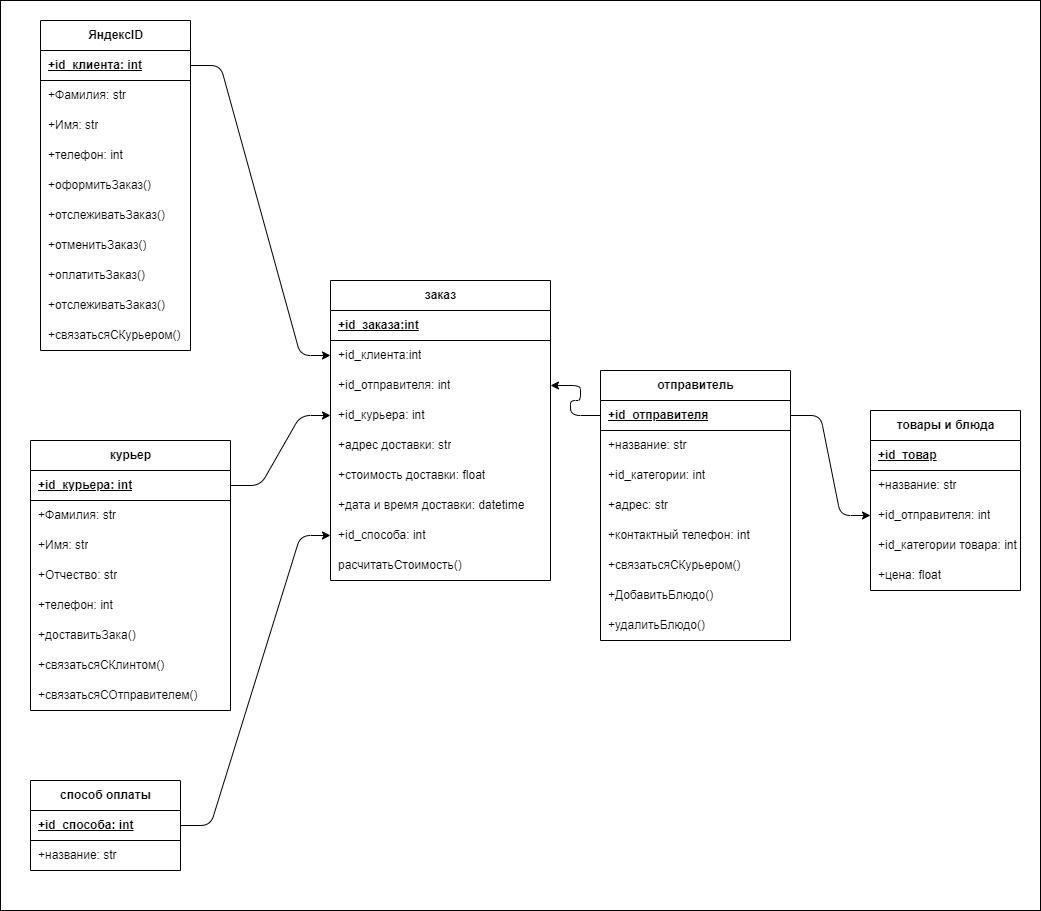 ЯндексID
+id_клиента: int
+Фамилия: str
+Имя: str
+телефон: int
+оформитьЗаказ()
+отслеживатьЗаказ()
+отменитьЗаказ()
+оплатитьЗаказ()
+отслеживатьЗаказ()
+связатьсяСКурьером()
курьер
+id_курьера: int
+Фамилия: str
+Имя: str
+Отчество: str
+телефон: int
+доставитьЗака()
+связатьсяСКлинтом()
+связатьсяСОтправителем()
способ оплаты
+id_способа: int
+название: str
заказ
+id_заказа:int
+id_клиента:int
+id_отправителя: int
+id_курьера: int
+адрес доставки: str
+стоимость доставки: float
+дата и время доставки: datetime
+id_способа: int
расчитатьСтоимость()
отправитель
+id_отправителя
+название: str
+id_категории: int
+адрес: str
+контактный телефон: int
+связатьсяСКурьером()
+ДобавитьБлюдо()
+удалитьБлюдо()
товары и блюда
+id_товар
+название: str
+id_отправителя: int
+id_категории товара: int
+цена: float